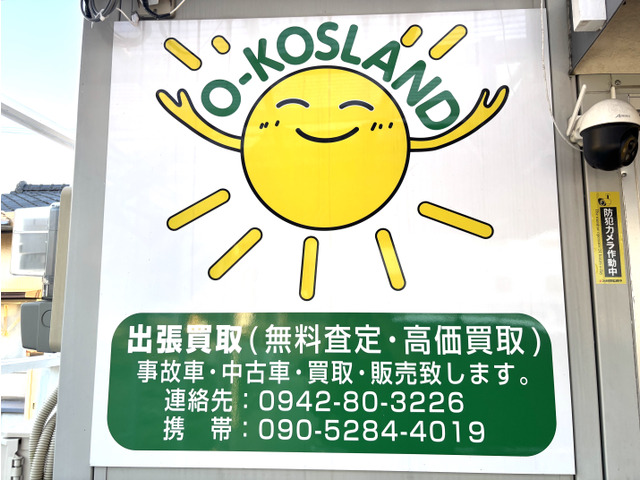 O-KOSLAND
出張買取(無料査定・高価買取)
事故車・中古車・買取・販売致します。
連絡先：0942-80-3226
携　帯：090-5284-4019
防犯カメラ作動中